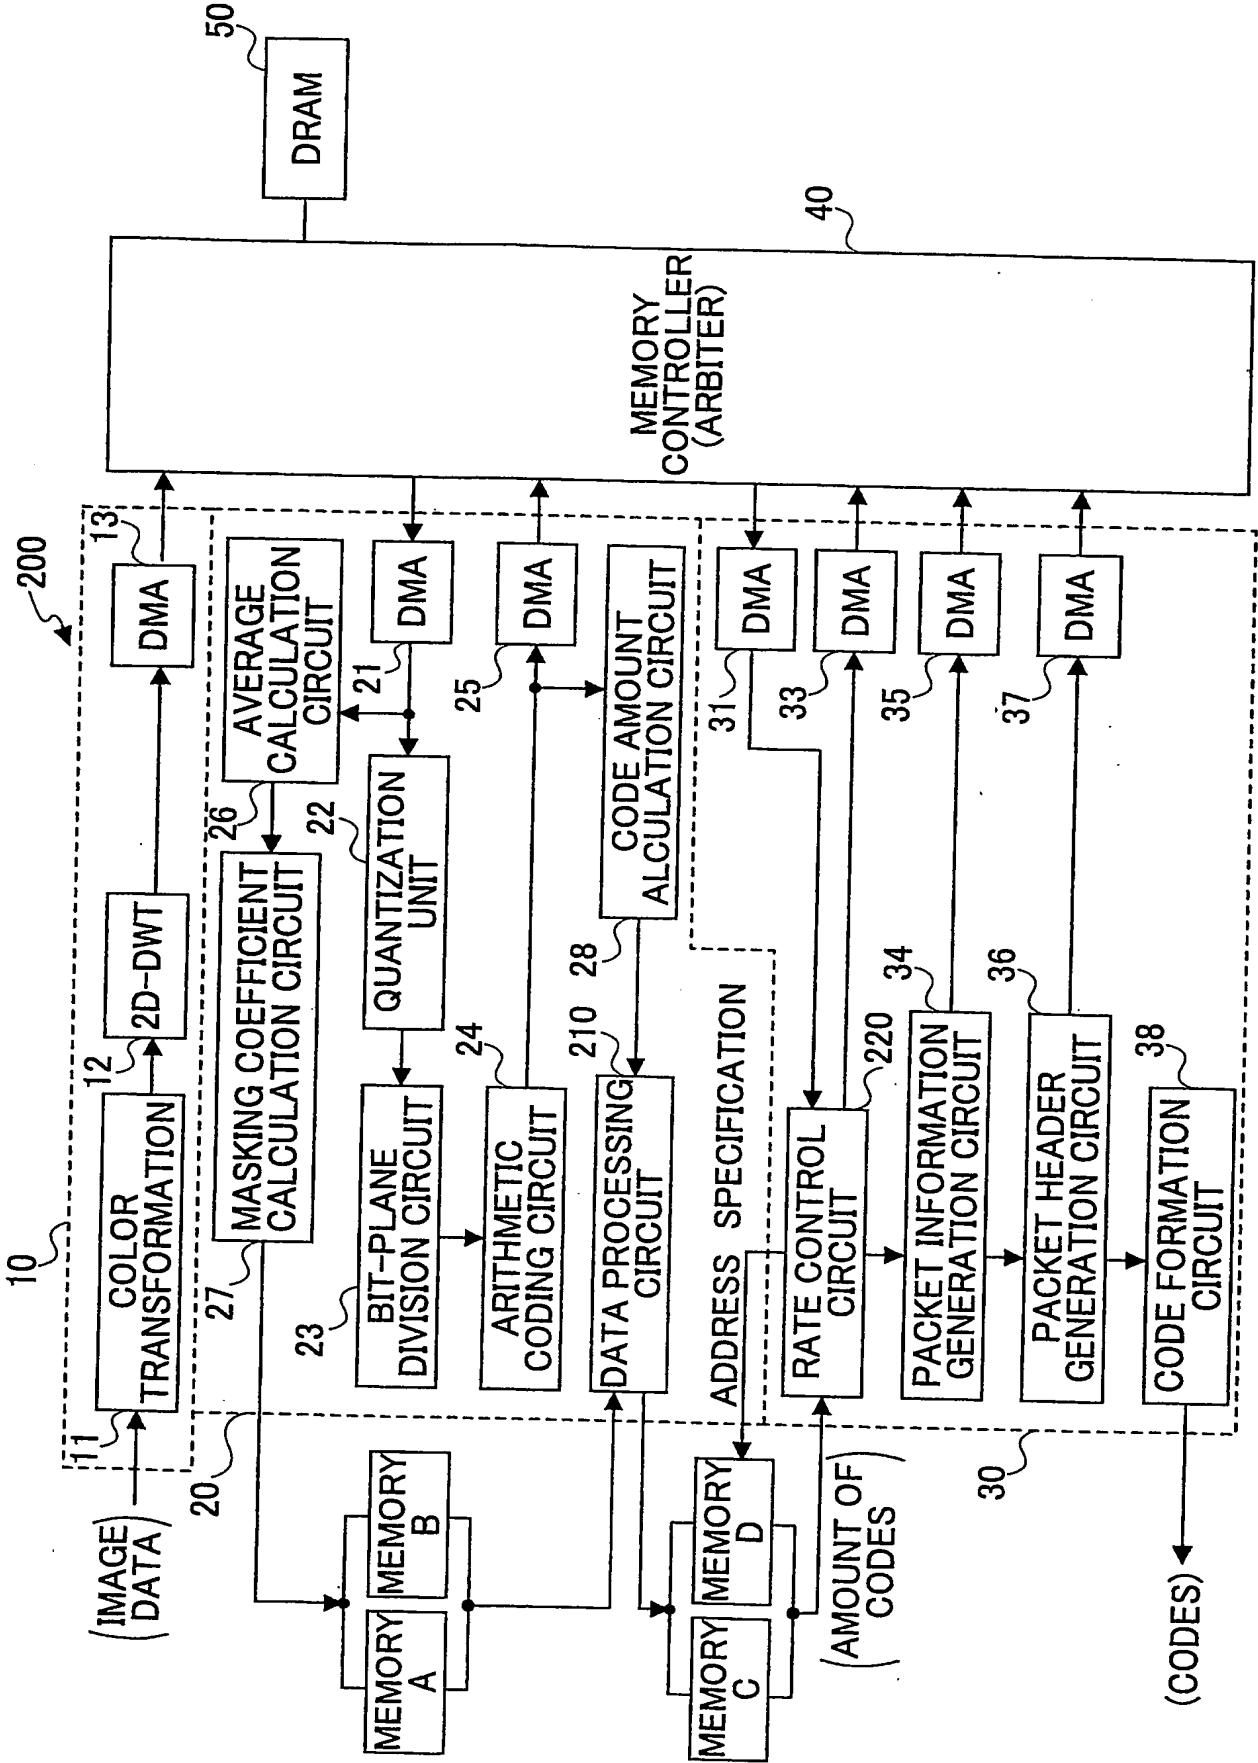 200
10
(IMAGE
DATA)
11
COLOR
TRANSFORMATION
12
2D-DWT
13
DMA
50
DRAM
20
27
MASKING COEFFICIENT
CALCULATION CIRCUIT
26
AVERAGE
CALCULATION
CIRCUIT
21
DMA
22
QUANTIZATION
UNIT
23
BIT-PLANE
DIVISION CIRCUIT
24
ARITHMETIC
CODING CIRCUIT
25
DMA
28
CODE AMOUNT
ALCULATION CIRCUIT
210
DATA PROCESSING
CIRCUIT
MEMORY
A
MEMORY
B
MEMORY
C
MEMORY
D
ADDRESS SPECIFICATION
(AMOUNT OF
CODES)
40
MEMORY
CONTROLLER
(ARBITER)
30
220
RATE CONTROL
CIRCUIT
31
DMA
33
DMA
34
PACKET INFORMATION
GENERATION CIRCUIT
35
DMA
36
PACKET HEADER
GENERATION CIRCUIT
37
DMA
38
CODE FORMATION
CIRCUIT
(CODES)